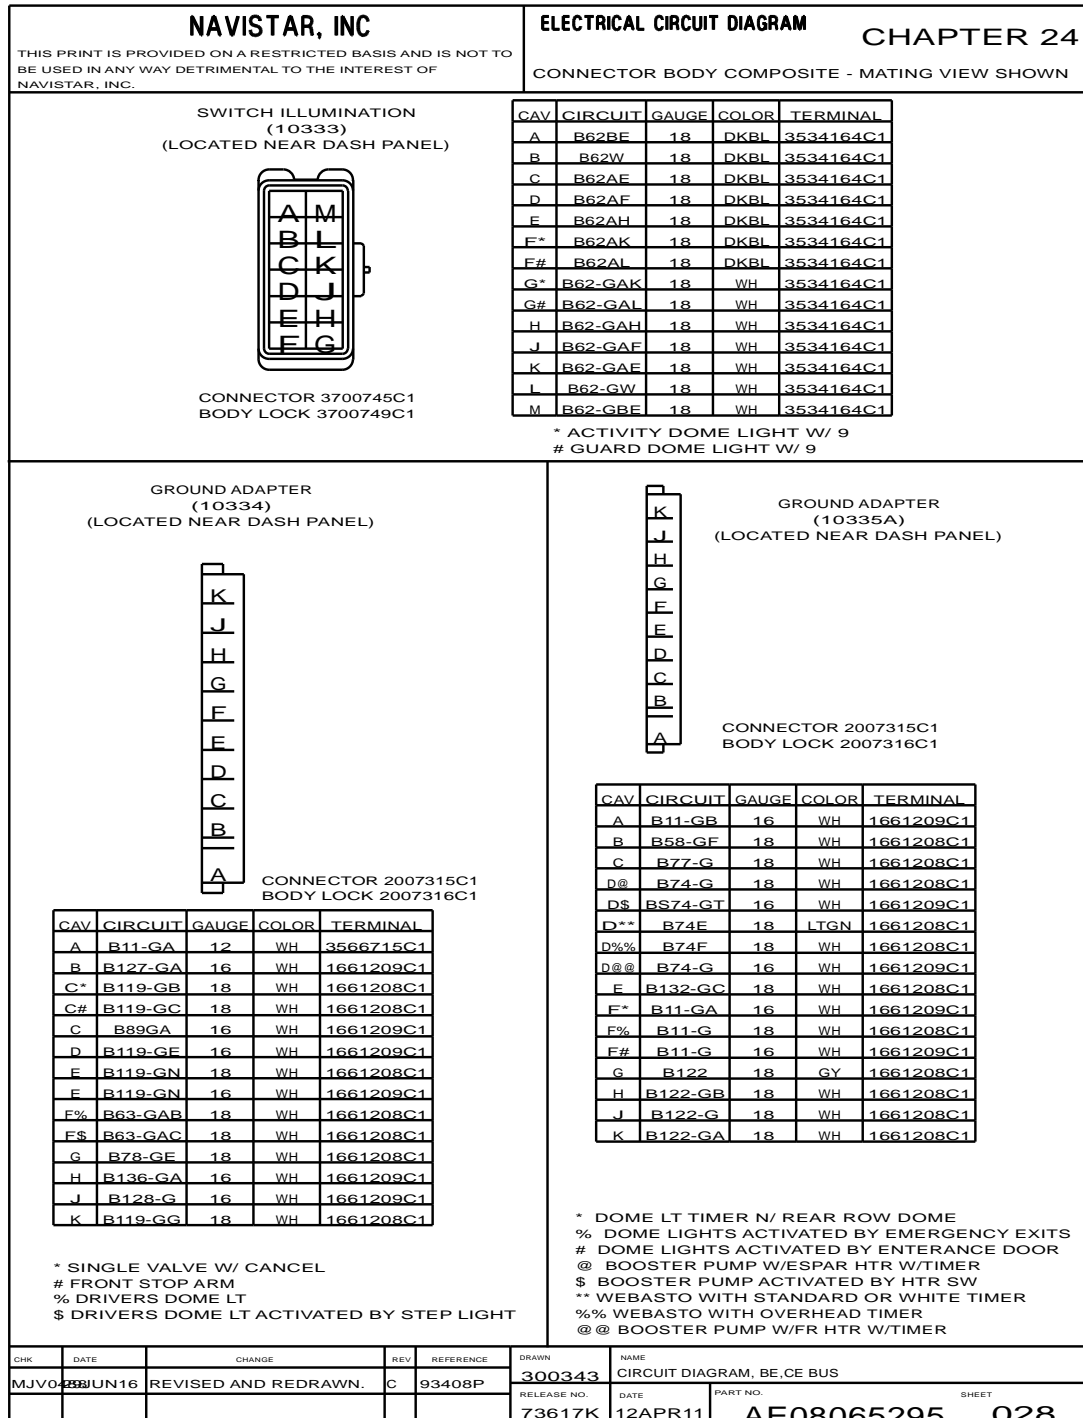 NAVISTAR, INC
THIS PRINT IS PROVIDED ON A RESTRICTED BASIS AND IS NOT TO
BE USED IN ANY WAY DETRIMENTAL TO THE INTEREST OF
NAVISTAR, INC.
ELECTRICAL CIRCUIT DIAGRAM
CHAPTER 24
CONNECTOR BODY COMPOSITE - MATING VIEW SHOWN
SWITCH ILLUMINATION
(10333)
(LOCATED NEAR DASH PANEL)
A M
B L
C K
D J
E H
F G
CONNECTOR 3700745C1
BODY LOCK 3700749C1
CAV CIRCUIT GAUGE COLOR TERMINAL
A B62BE 18 DKBL 3534164C1
B B62W 18 DKBL 3534164C1
C B62AE 18 DKBL 3534164C1
D B62AF 18 DKBL 3534164C1
E B62AH 18 DKBL 3534164C1
F* B62AK 18 DKBL 3534164C1
F# B62AL 18 DKBL 3534164C1
G* B62-GAK 18 WH 3534164C1
G# B62-GAL 18 WH 3534164C1
H B62-GAH 18 WH 3534164C1
J B62-GAF 18 WH 3534164C1
K B62-GAE 18 WH 3534164C1
L B62-GW 18 WH 3534164C1
M B62-GBE 18 WH 3534164C1
* ACTIVITY DOME LIGHT W/ 9
# GUARD DOME LIGHT W/ 9
GROUND ADAPTER
(10334)
(LOCATED NEAR DASH PANEL)
K
J
H
G
F
E
D
C
B
A
CONNECTOR 2007315C1
BODY LOCK 2007316C1
CAV CIRCUIT GAUGE COLOR TERMINAL
A B11-GA 12 WH 3566715C1
B B127-GA 16 WH 1661209C1
C* B119-GB 18 WH 1661208C1
C# B119-GC 18 WH 1661208C1
C B89GA 16 WH 1661209C1
D B119-GE 16 WH 1661209C1
E B119-GN 18 WH 1661208C1
E B119-GN 16 WH 1661209C1
F% B63-GAB 18 WH 1661208C1
F$ B63-GAC 18 WH 1661208C1
G B78-GE 18 WH 1661208C1
H B136-GA 16 WH 1661209C1
J B128-G 16 WH 1661209C1
K B119-GG 18 WH 1661208C1
* SINGLE VALVE W/ CANCEL
# FRONT STOP ARM
% DRIVERS DOME LT
$ DRIVERS DOME LT ACTIVATED BY STEP LIGHT
GROUND ADAPTER
(10335A)
(LOCATED NEAR DASH PANEL)
K
J
H
G
F
E
D
C
B
A
CONNECTOR 2007315C1
BODY LOCK 2007316C1
CAV CIRCUIT GAUGE COLOR TERMINAL
A B11-GB 16 WH 1661209C1
B B58-GF 18 WH 1661208C1
C B77-G 18 WH 1661208C1
D@ B74-G 18 WH 1661208C1
D$ BS74-GT 16 WH 1661209C1
D** B74E 18 LTGN 1661208C1
D%% B74F 18 WH 1661208C1
D@@ B74-G 16 WH 1661209C1
E B132-GC 18 WH 1661208C1
F* B11-GA 16 WH 1661209C1
F% B11-G 18 WH 1661208C1
F# B11-G 16 WH 1661209C1
G B122 18 GY 1661208C1
H B122-GB 18 WH 1661208C1
J B122-G 18 WH 1661208C1
K B122-GA 18 WH 1661208C1
* DOME LT TIMER N/ REAR ROW DOME
% DOME LIGHTS ACTIVATED BY EMERGENCY EXITS
# DOME LIGHTS ACTIVATED BY ENTERANCE DOOR
@ BOOSTER PUMP W/ESPAR HTR W/TIMER
$ BOOSTER PUMP ACTIVATED BY HTR SW
** WEBASTO WITH STANDARD OR WHITE TIMER
%% WEBASTO WITH OVERHEAD TIMER
@@ BOOSTER PUMP W/FR HTR W/TIMER
CHK DATE CHANGE REV REFERENCE
JUN16 REVISED AND REDRAWN. C 93408P
DRAWN
300343
NAME
CIRCUIT DIAGRAM, BE,CE BUS
RELEASE NO.
73617K
DATE
12APR11
PART NO.
AE08065295
SHEET
028